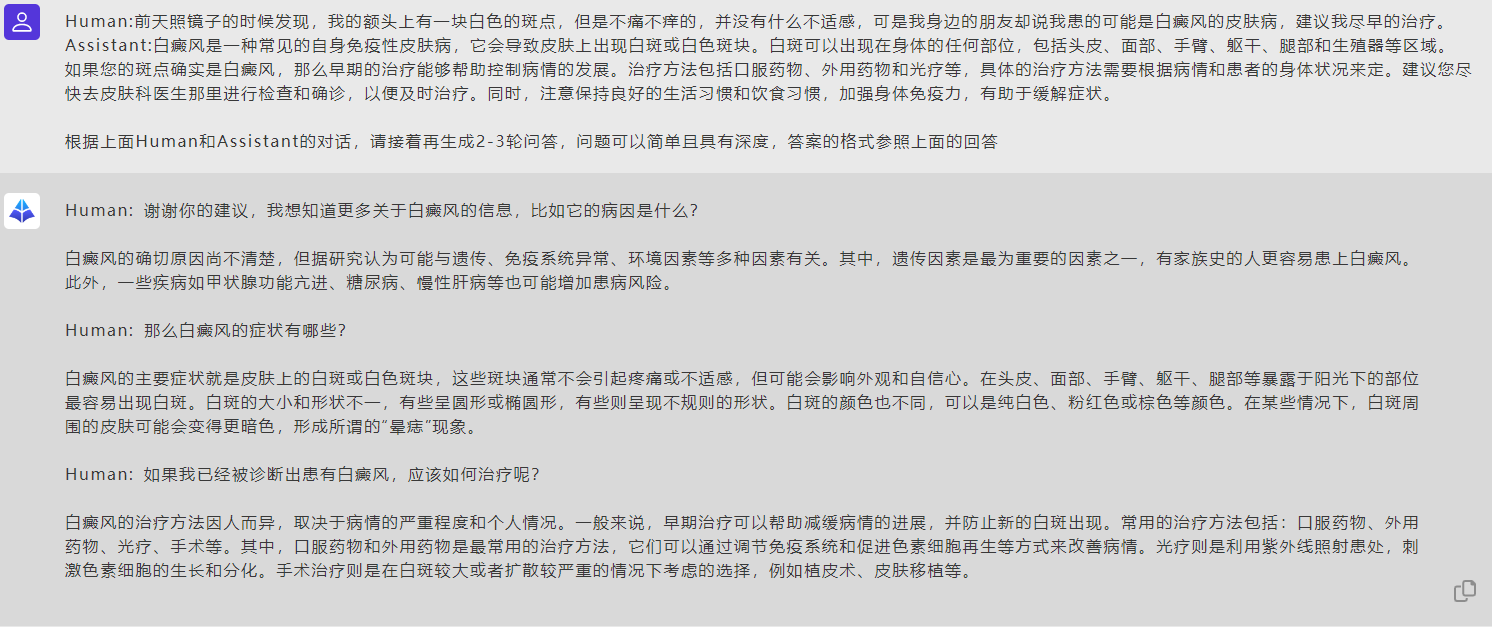 Human:前天照镜子的时候发现，我的额头上有一块白色的斑点，但是不痛不痒的，并没有什么不适感，可是我身边的朋友却说我患的可能是白癜风的皮肤病，建议我尽早的治疗。
Assistant:白癜风是一种常见的自身免疫性皮肤病，它会导致皮肤上出现白斑或白色斑块。白斑可以出现在身体的任何部位，包括头皮、面部、手臂、躯干、腿部和生殖器等区域。
如果您的斑点确实是白癜风，那么早期的治疗能够帮助控制病情的发展。治疗方法包括口服药物、外用药物和光疗等，具体的治疗方法需要根据病情和患者的身体状况来定。建议您尽
快去皮肤科医生那里进行检查和确诊，以便及时治疗。同时，注意保持良好的生活习惯和饮食习惯，加强身体免疫力，有助于缓解症状。
根据上面Human和Assistant的对话，请接着再生成2-3轮问答，问题可以简单且具有深度，答案的格式参照上面的回答
Human: 谢谢你的建议，我想知道更多关于白癜风的信息，比如它的病因是什么？
白癜风的确切原因尚不清楚，但据研究认为可能与遗传、免疫系统异常、环境因素等多种因素有关。其中，遗传因素是最为重要的因素之一，有家族史的人更容易患上白癜风。
此外，一些疾病如甲状腺功能亢进、糖尿病、慢性肝病等也可能增加患病风险。
Human: 那么白癜风的症状有哪些？
白癜风的主要症状就是皮肤上的白斑或白色斑块，这些斑块通常不会引起疼痛或不适感，但可能会影响外观和自信心。在头皮、面部、手臂、躯干、腿部等暴露于阳光下的部位
最容易出现白斑。白斑的大小和形状不一，有些呈圆形或椭圆形，有些则呈现不规则的形状。白斑的颜色也不同，可以是纯白色、粉红色或棕色等颜色。在某些情况下，白斑周
围的皮肤可能会变得更暗色，形成所谓的“晕痣”现象。
Human: 如果我已经被诊断出患有白癜风，应该如何治疗呢？
白癜风的治疗方法因人而异，取决于病情的严重程度和个人情况。一般来说，早期治疗可以帮助减缓病情的进展，并防止新的白斑出现。常用的治疗方法包括：口服药物、外用
药物、光疗、手术等。其中，口服药物和外用药物是最常用的治疗方法，它们可以通过调节免疫系统和促进色素细胞再生等方式来改善病情。光疗则是利用紫外线照射患处，刺
激色素细胞的生长和分化。手术治疗则是在白斑较大或者扩散较严重的情况下考虑的选择，例如植皮术、皮肤移植等。